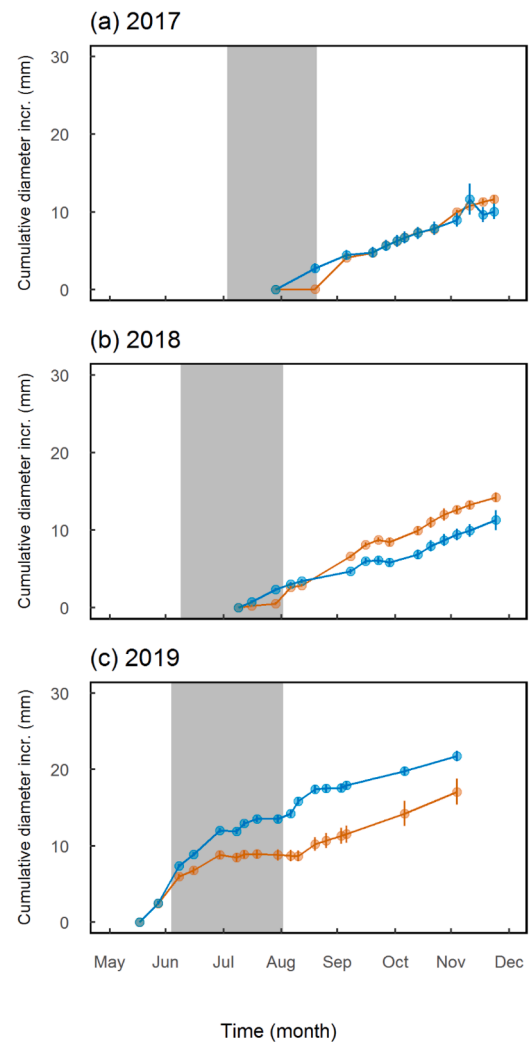 (a) 2017
Cumulative diameter incr. (mm)
30
20
10
0
(b) 2018
Cumulative diameter incr. (mm)
30
20
10
0
(c) 2019
Cumulative diameter incr. (mm)
30
20
10
0
May Jun Jul Aug Sep Oct Nov Dec
Time (month)